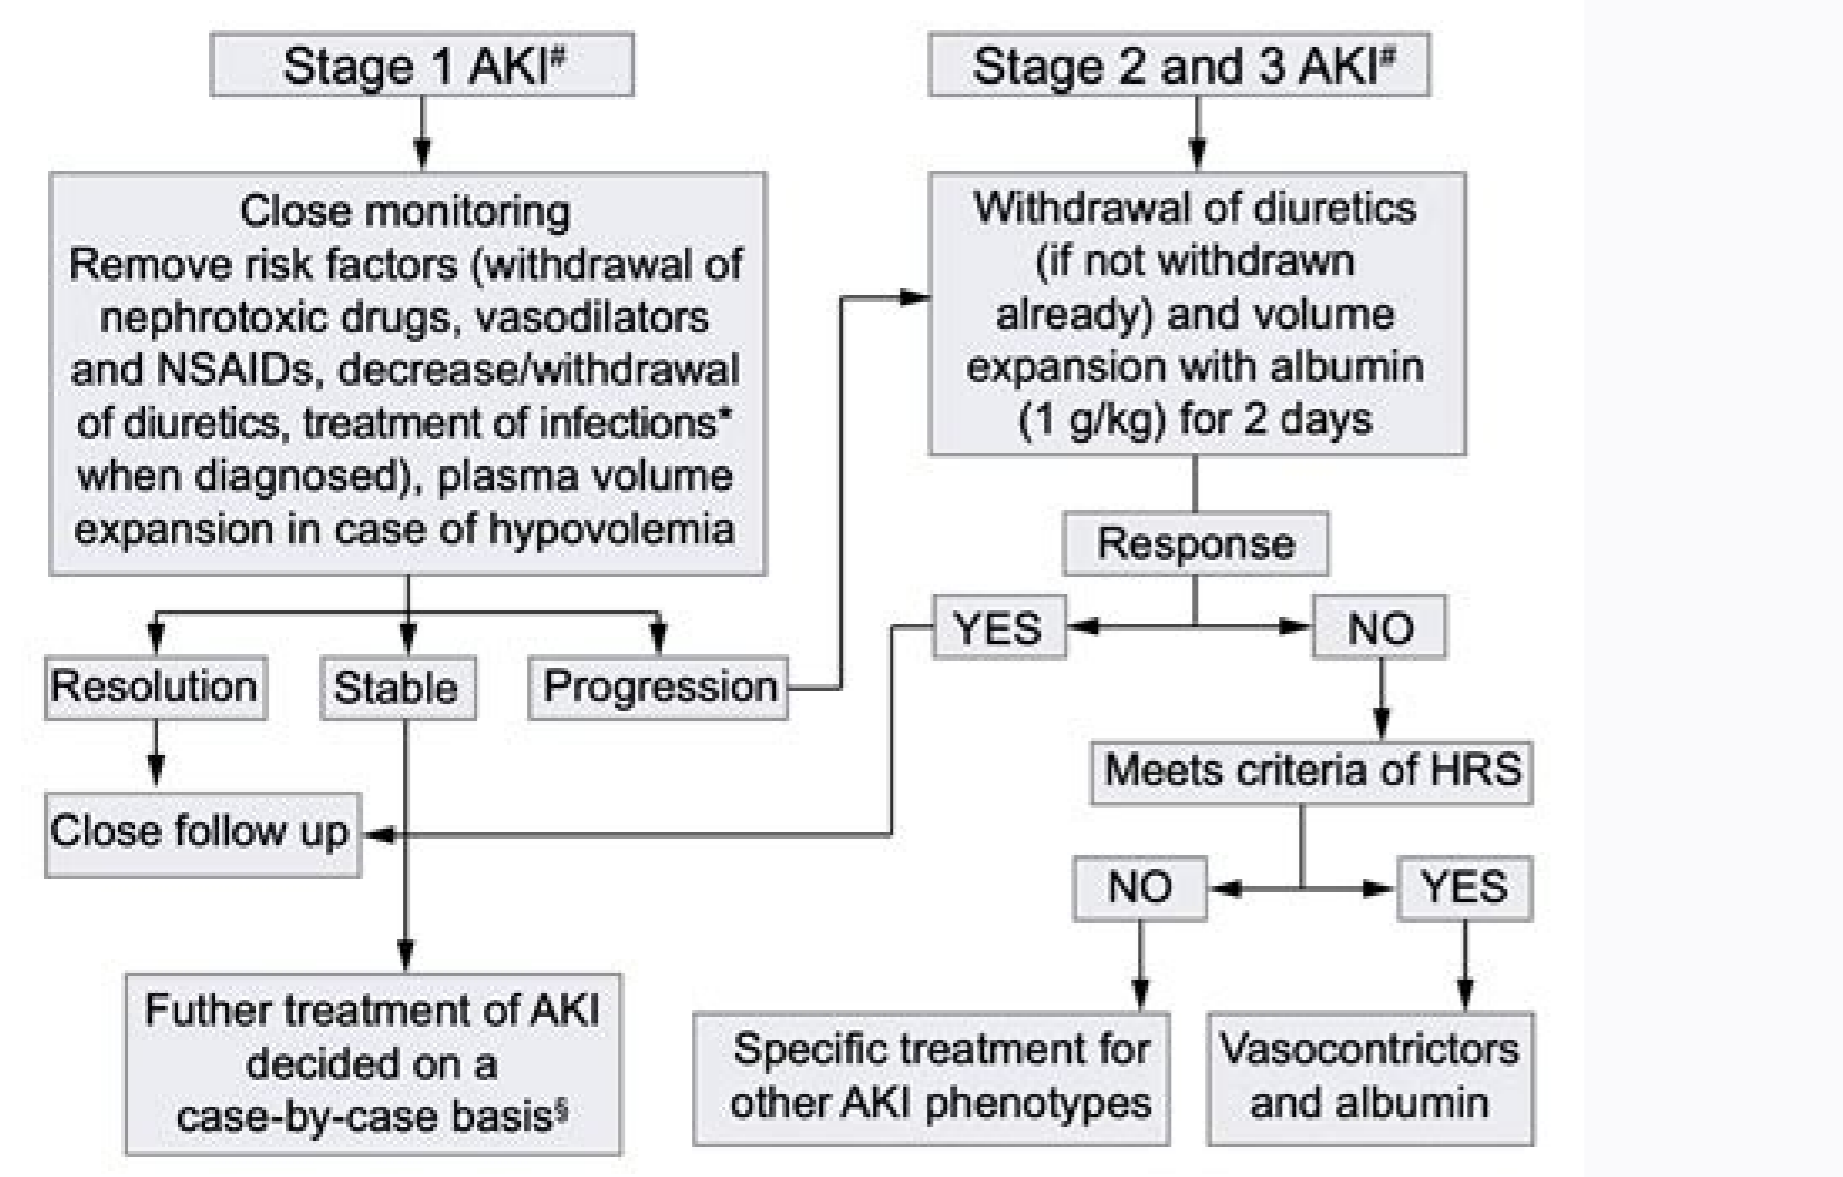 Stage 1 AKI#
Close monitoring
Remove risk factors (withdrawal of
nephrotoxic drugs, vasodilators
and NSAIDs, decrease/withdrawal
of diuretics, treatment of infections*
when diagnosed), plasma volume
expansion in case of hypovolemia
Resolution
Stable
Progression
Close follow up
Futher treatment of AKI
decided on a
case-by-case basis§
Stage 2 and 3 AKI#
Withdrawal of diuretics
(if not withdrawn
already) and volume
expansion with albumin
(1 g/kg) for 2 days
Response
YES
NO
Meets criteria of HRS
NO
YES
Specific treatment for
other AKI phenotypes
Vasocontrictors
and albumin